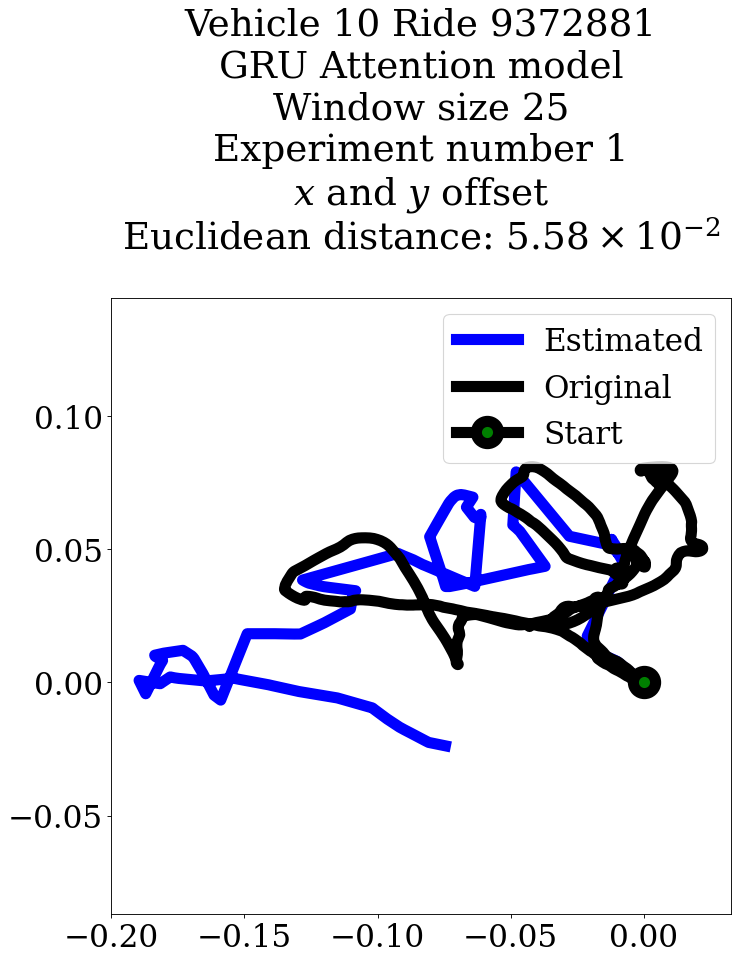 Vehicle 10 Ride 9372881
GRU Attention model
Window size 25
Experiment number 1
x and y offset
Euclidean distance: 5.58 × 10⁻²
Estimated
Original
Start
0.10
0.05
0.00
−0.05
−0.20 −0.15 −0.10 −0.05 0.00